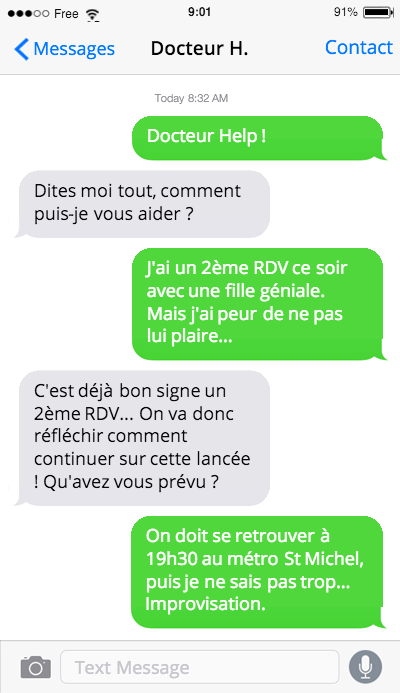 Free 9:01 91%
Messages Docteur H. Contact
Today 8:32 AM
Docteur Help !
Dites moi tout, comment
puis-je vous aider ?
J'ai un 2ème RDV ce soir
avec une fille géniale.
Mais j'ai peur de ne pas
lui plaire...
C'est déjà bon signe un
2ème RDV... On va donc
réfléchir comment
continuer sur cette lancée
! Qu'avez vous prévu ?
On doit se retrouver à
19h30 au métro St Michel,
puis je ne sais pas trop...
Improvisation.
Text Message